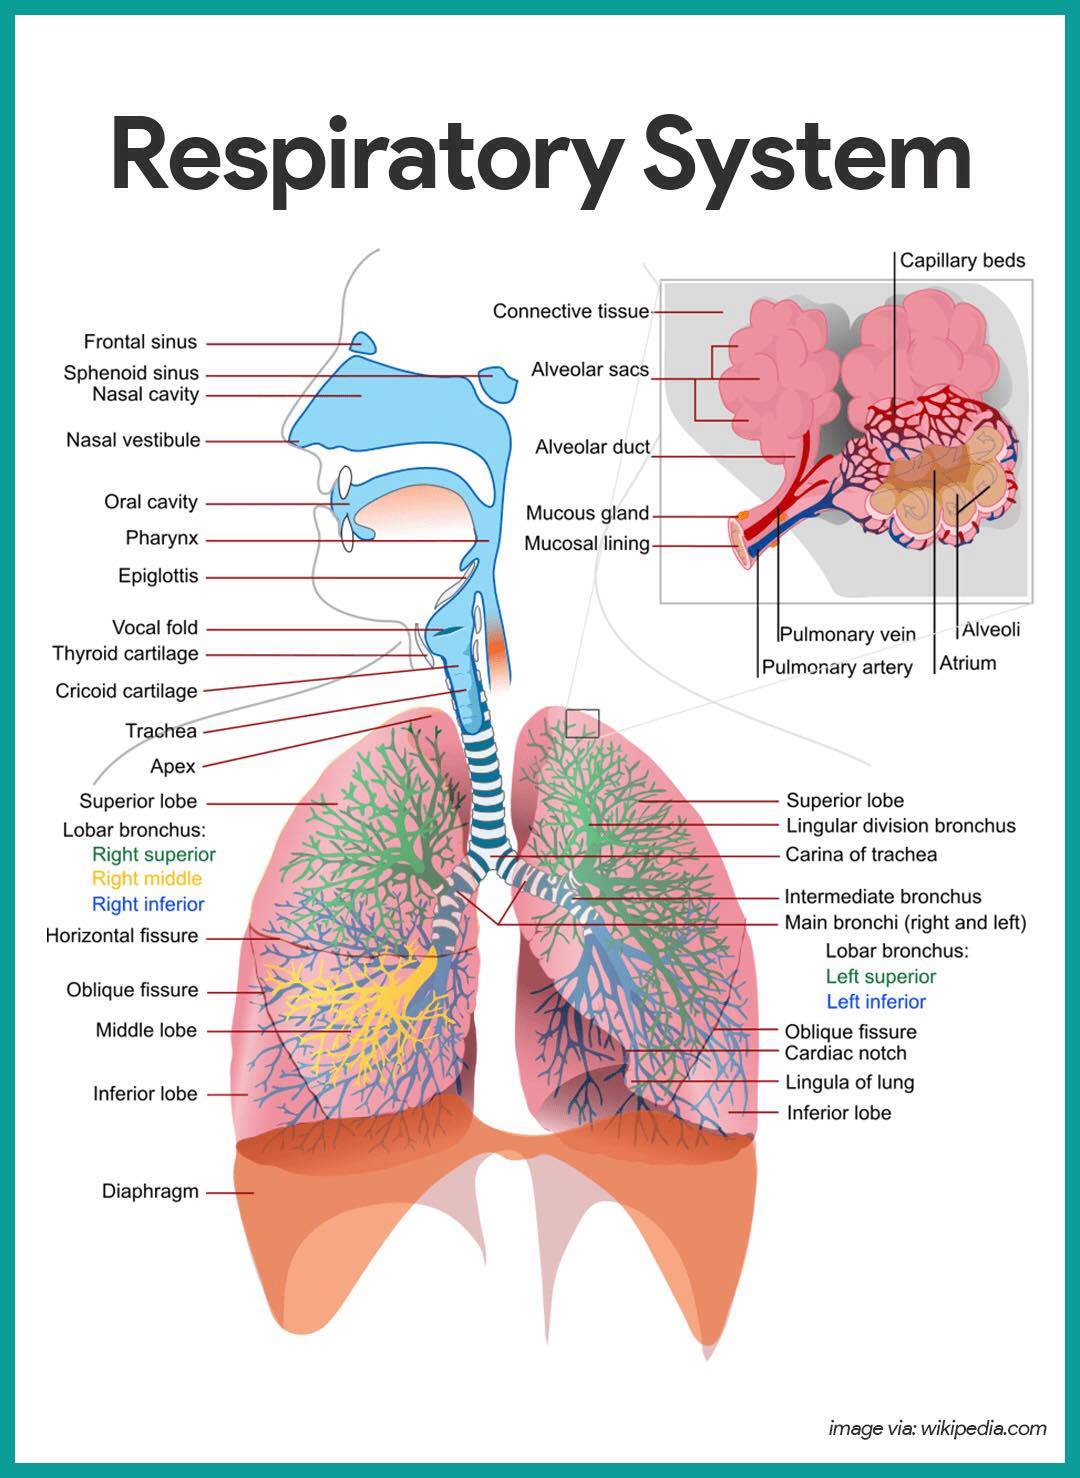 Respiratory System
Capillary beds
Connective tissue
Alveolar sacs
Alveolar duct
Mucous gland
Mucosal lining
Pulmonary vein
Pulmonary artery
Alveoli
Atrium
Frontal sinus
Sphenoid sinus
Nasal cavity
Nasal vestibule
Oral cavity
Pharynx
Epiglottis
Vocal fold
Thyroid cartilage
Cricoid cartilage
Trachea
Apex
Superior lobe
Lobar bronchus:
Right superior
Right middle
Right inferior
Horizontal fissure
Oblique fissure
Middle lobe
Inferior lobe
Diaphragm
Superior lobe
Lingular division bronchus
Carina of trachea
Intermediate bronchus
Main bronchi (right and left)
Lobar bronchus:
Left superior
Left inferior
Oblique fissure
Cardiac notch
Lingula of lung
Inferior lobe
image via: wikipedia.com